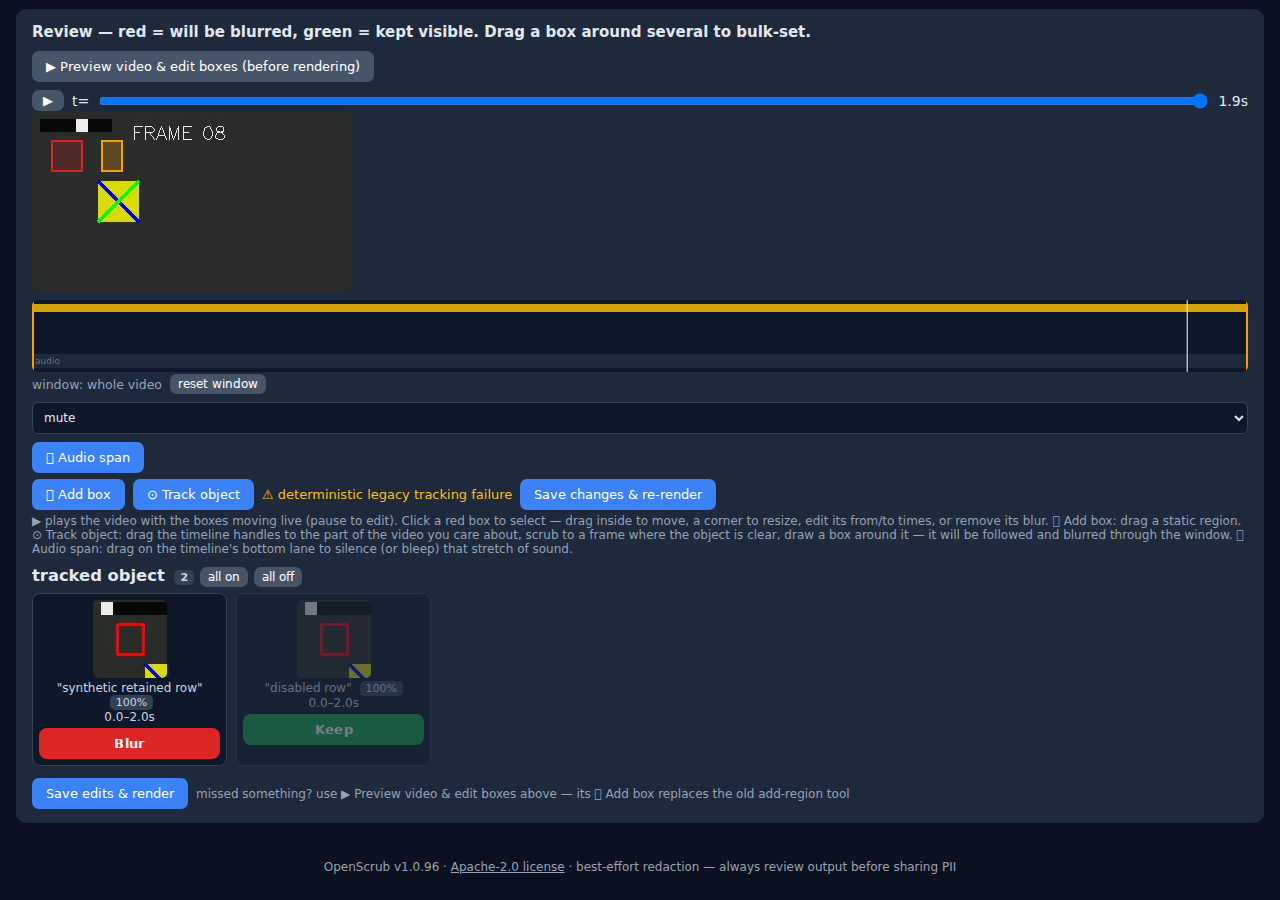 Review — red = will be blurred, green = kept visible. Drag a box around several to bulk-set.
▶ Preview video & edit boxes (before rendering)
▶ t= 1.9s
FRAME 08
audio
window: whole video reset window
mute
Audio span
Add box ⊙ Track object ⚠ deterministic legacy tracking failure Save changes & re-render
▶ plays the video with the boxes moving live (pause to edit). Click a red box to select — drag inside to move, a corner to resize, edit its from/to times, or remove its blur. Add box: drag a static region.
⊙ Track object: drag the timeline handles to the part of the video you care about, scrub to a frame where the object is clear, draw a box around it — it will be followed and blurred through the window.
Audio span: drag on the timeline's bottom lane to silence (or bleep) that stretch of sound.
tracked object 2 all on all off
"synthetic retained row"
100%
0.0–2.0s
Blur
"disabled row" 100%
0.0–2.0s
Keep
Save edits & render missed something? use ▶ Preview video & edit boxes above — its Add box replaces the old add-region tool
OpenScrub v1.0.96 · Apache-2.0 license · best-effort redaction — always review output before sharing PII